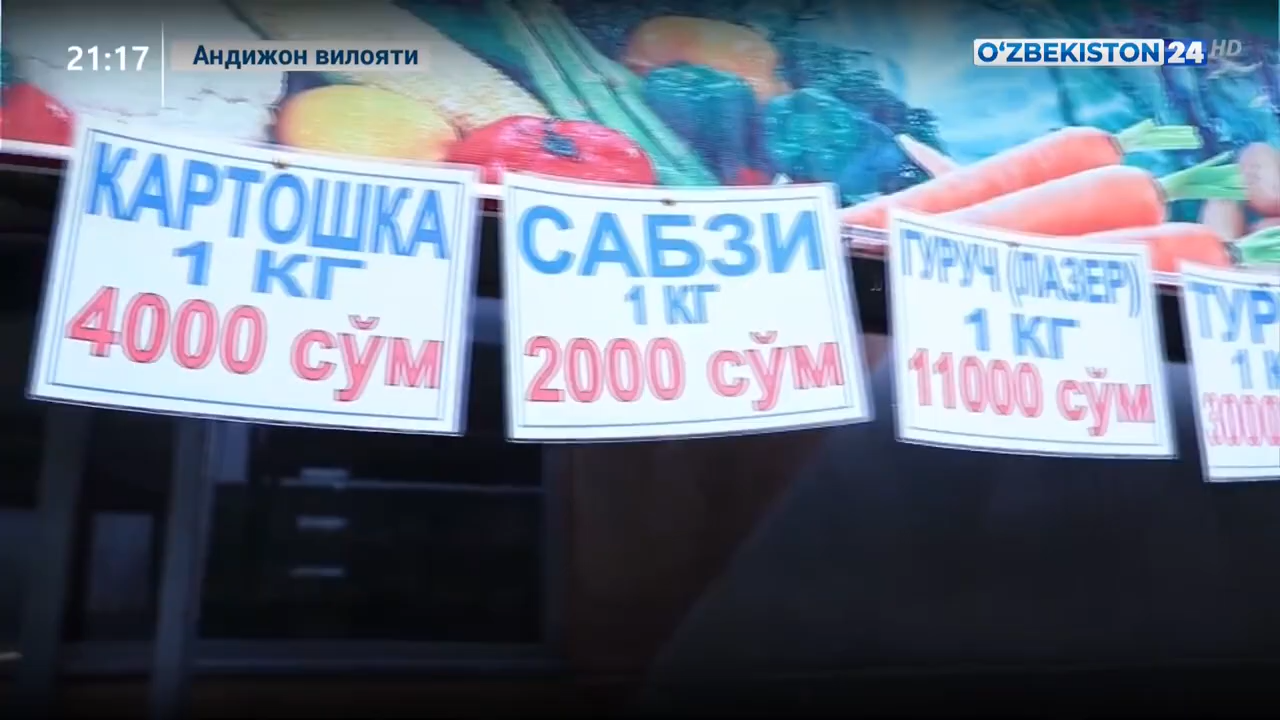 21:17
Андижон вилояти
O‘ZBEKISTON 24 HD
КАРТОШКА
1 КГ
4000 сўм
САБЗИ
1 КГ
2000 сўм
ГУРУЧ (ЛАЗЕР)
1 КГ
11000 сўм